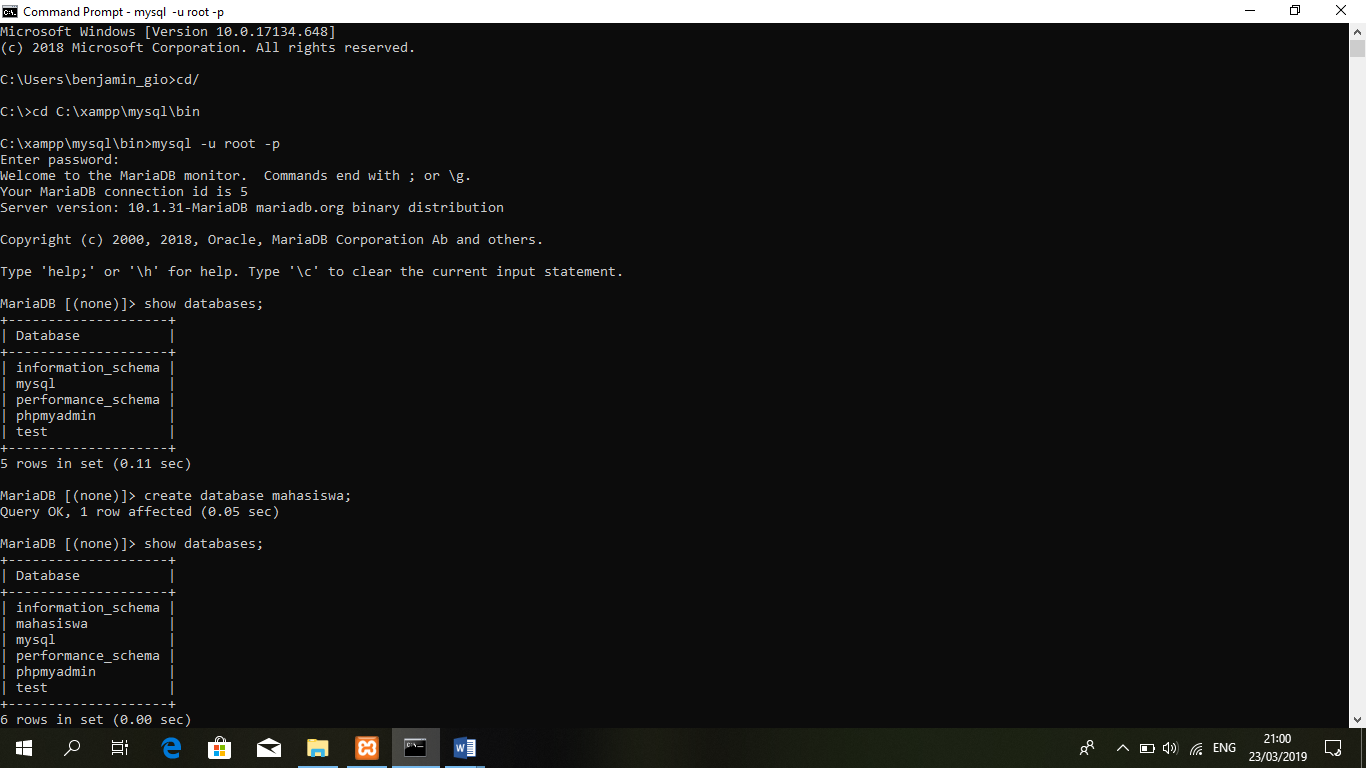 Command Prompt - mysql -u root -p
Microsoft Windows [Version 10.0.17134.648]
(c) 2018 Microsoft Corporation. All rights reserved.
C:\Users\benjamin_gio>cd/
C:\>cd C:\xampp\mysql\bin
C:\xampp\mysql\bin>mysql -u root -p
Enter password:
Welcome to the MariaDB monitor.  Commands end with ; or \g.
Your MariaDB connection id is 5
Server version: 10.1.31-MariaDB mariadb.org binary distribution
Copyright (c) 2000, 2018, Oracle, MariaDB Corporation Ab and others.
Type 'help;' or '\h' for help. Type '\c' to clear the current input statement.
MariaDB [(none)]> show databases;
+--------------------+
| Database           |
+--------------------+
| information_schema |
| mysql              |
| performance_schema |
| phpmyadmin         |
| test               |
+--------------------+
5 rows in set (0.11 sec)
MariaDB [(none)]> create database mahasiswa;
Query OK, 1 row affected (0.05 sec)
MariaDB [(none)]> show databases;
+--------------------+
| Database           |
+--------------------+
| information_schema |
| mahasiswa          |
| mysql              |
| performance_schema |
| phpmyadmin         |
| test               |
+--------------------+
6 rows in set (0.00 sec)
ENG
21:00
23/03/2019